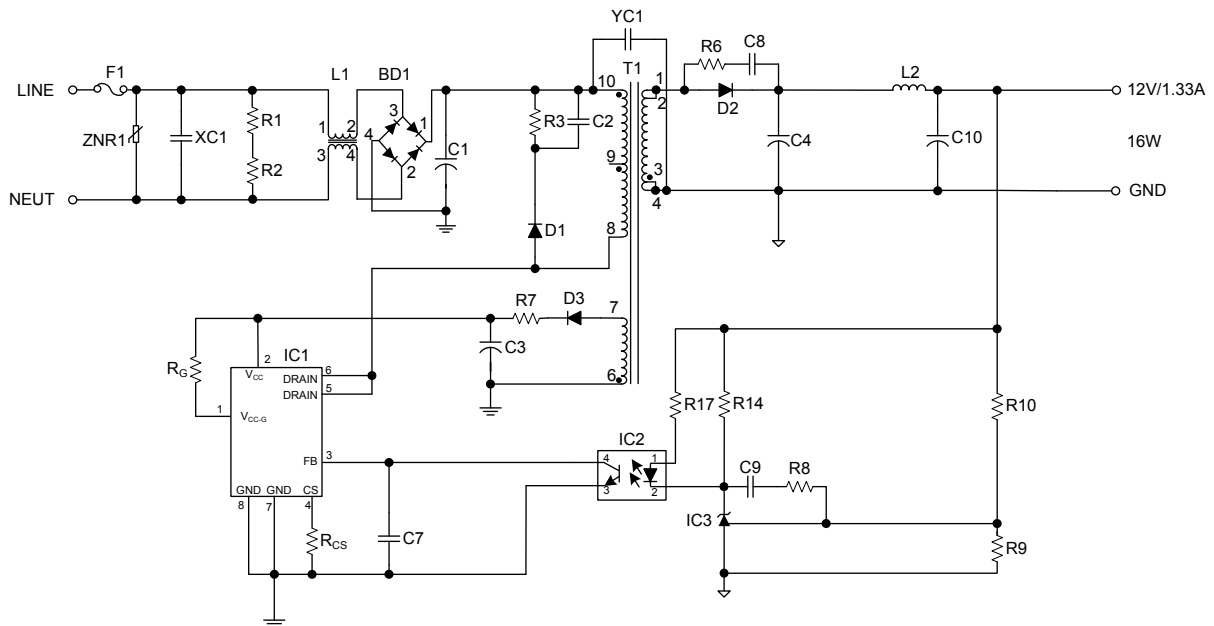 YC1
R6
C8
F1
L1
BD1
T1
L2
LINE
10
1
12V/1.33A
2
D2
3
R1
1
2
4
1
R3
C2
ZNR1
XC1
C1
C4
C10
16W
3
4
2
9
3
R2
NEUT
4
GND
D1
8
R7
D3
7
C3
IC1
2
RG
VCC
DRAIN
6
DRAIN
5
6
1
VCC-G
R17
R14
R10
IC2
FB
3
4
1
C9
R8
GND
GND
CS
3
2
8
7
4
IC3
RCS
C7
R9